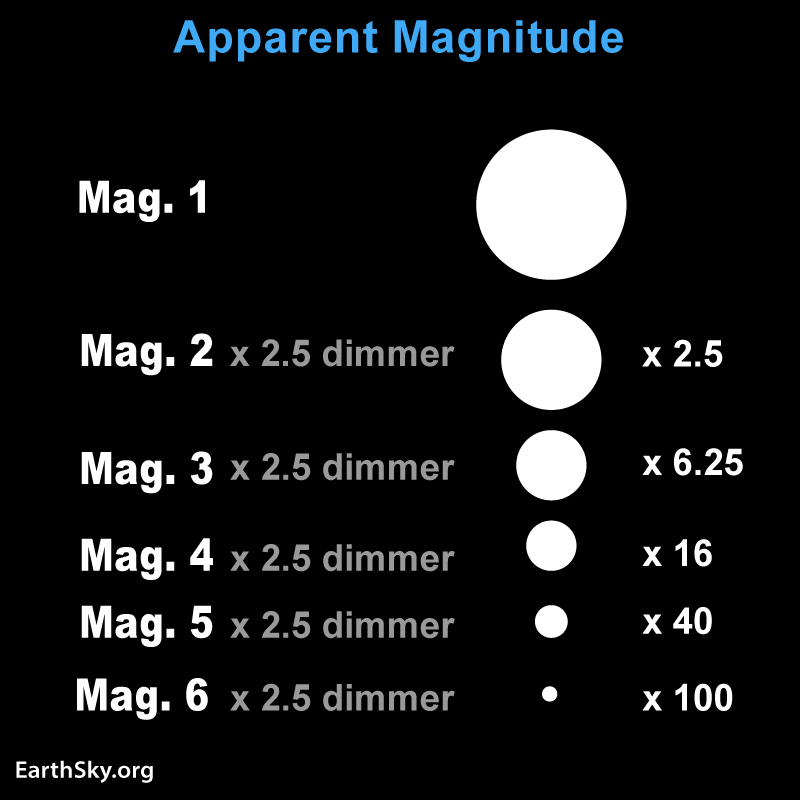 Apparent Magnitude
Mag. 1
Mag. 2 x 2.5 dimmer x 2.5
Mag. 3 x 2.5 dimmer x 6.25
Mag. 4 x 2.5 dimmer x 16
Mag. 5 x 2.5 dimmer x 40
Mag. 6 x 2.5 dimmer x 100
EarthSky.org